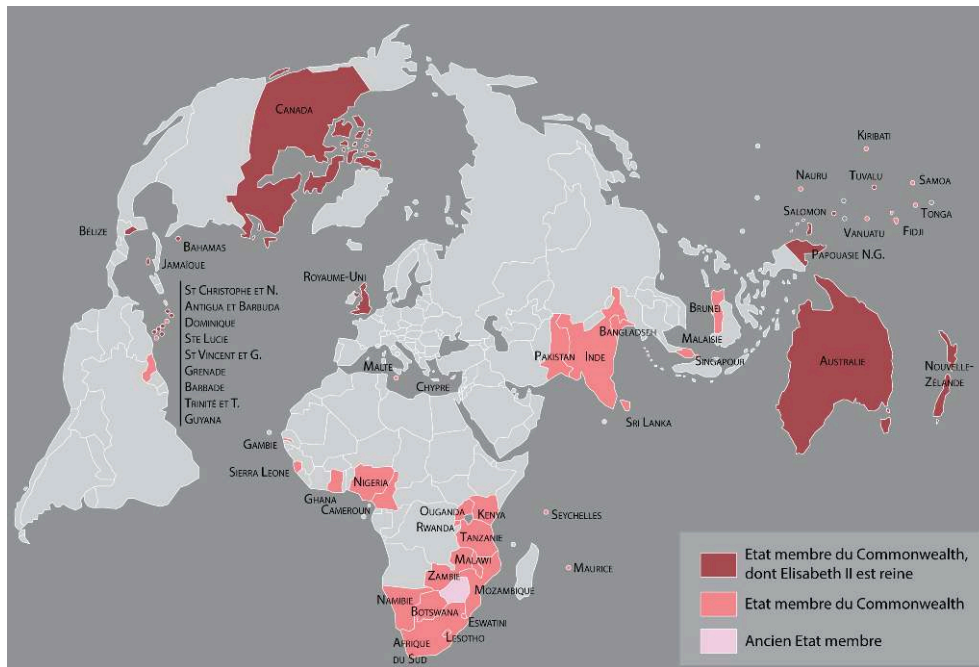 Canada
Kiribati
Nauru
Tuvalu
Samoa
Salomon
Tonga
Vanuatu
Fidji
Papouasie N.G.
Bélize
Bahamas
Jamaïque
Royaume-Uni
St Christophe et N.
Antigua et Barbuda
Dominique
Ste Lucie
St Vincent et G.
Grenade
Barbade
Trinité et T.
Guyana
Brunei
Bangladseh
Malaisie
Pakistan
Inde
Singapour
Australie
Nouvelle-
Zélande
Malte
Chypre
Sri Lanka
Gambie
Sierra Leone
Nigeria
Ghana
Cameroun
Ouganda
Kenya
Seychelles
Rwanda
Tanzanie
Malawi
Maurice
Zambie
Mozambique
Namibie
Botswana
Eswatini
Lesotho
Afrique
du Sud
Etat membre du Commonwealth,
dont Elisabeth II est reine
Etat membre du Commonwealth
Ancien Etat membre